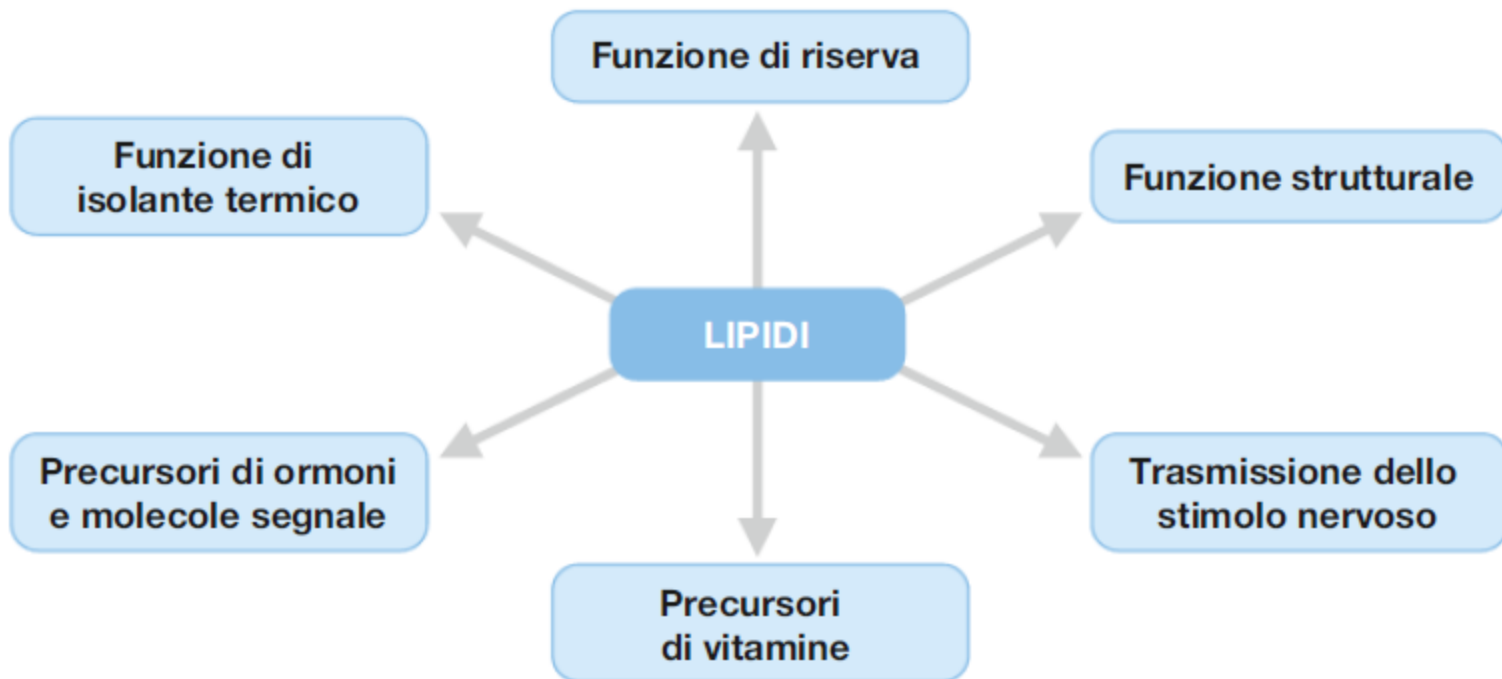 Funzione di riserva
Funzione di
isolante termico
Funzione strutturale
LIPIDI
Precursori di ormoni
e molecole segnale
Trasmissione dello
stimolo nervoso
Precursori
di vitamine